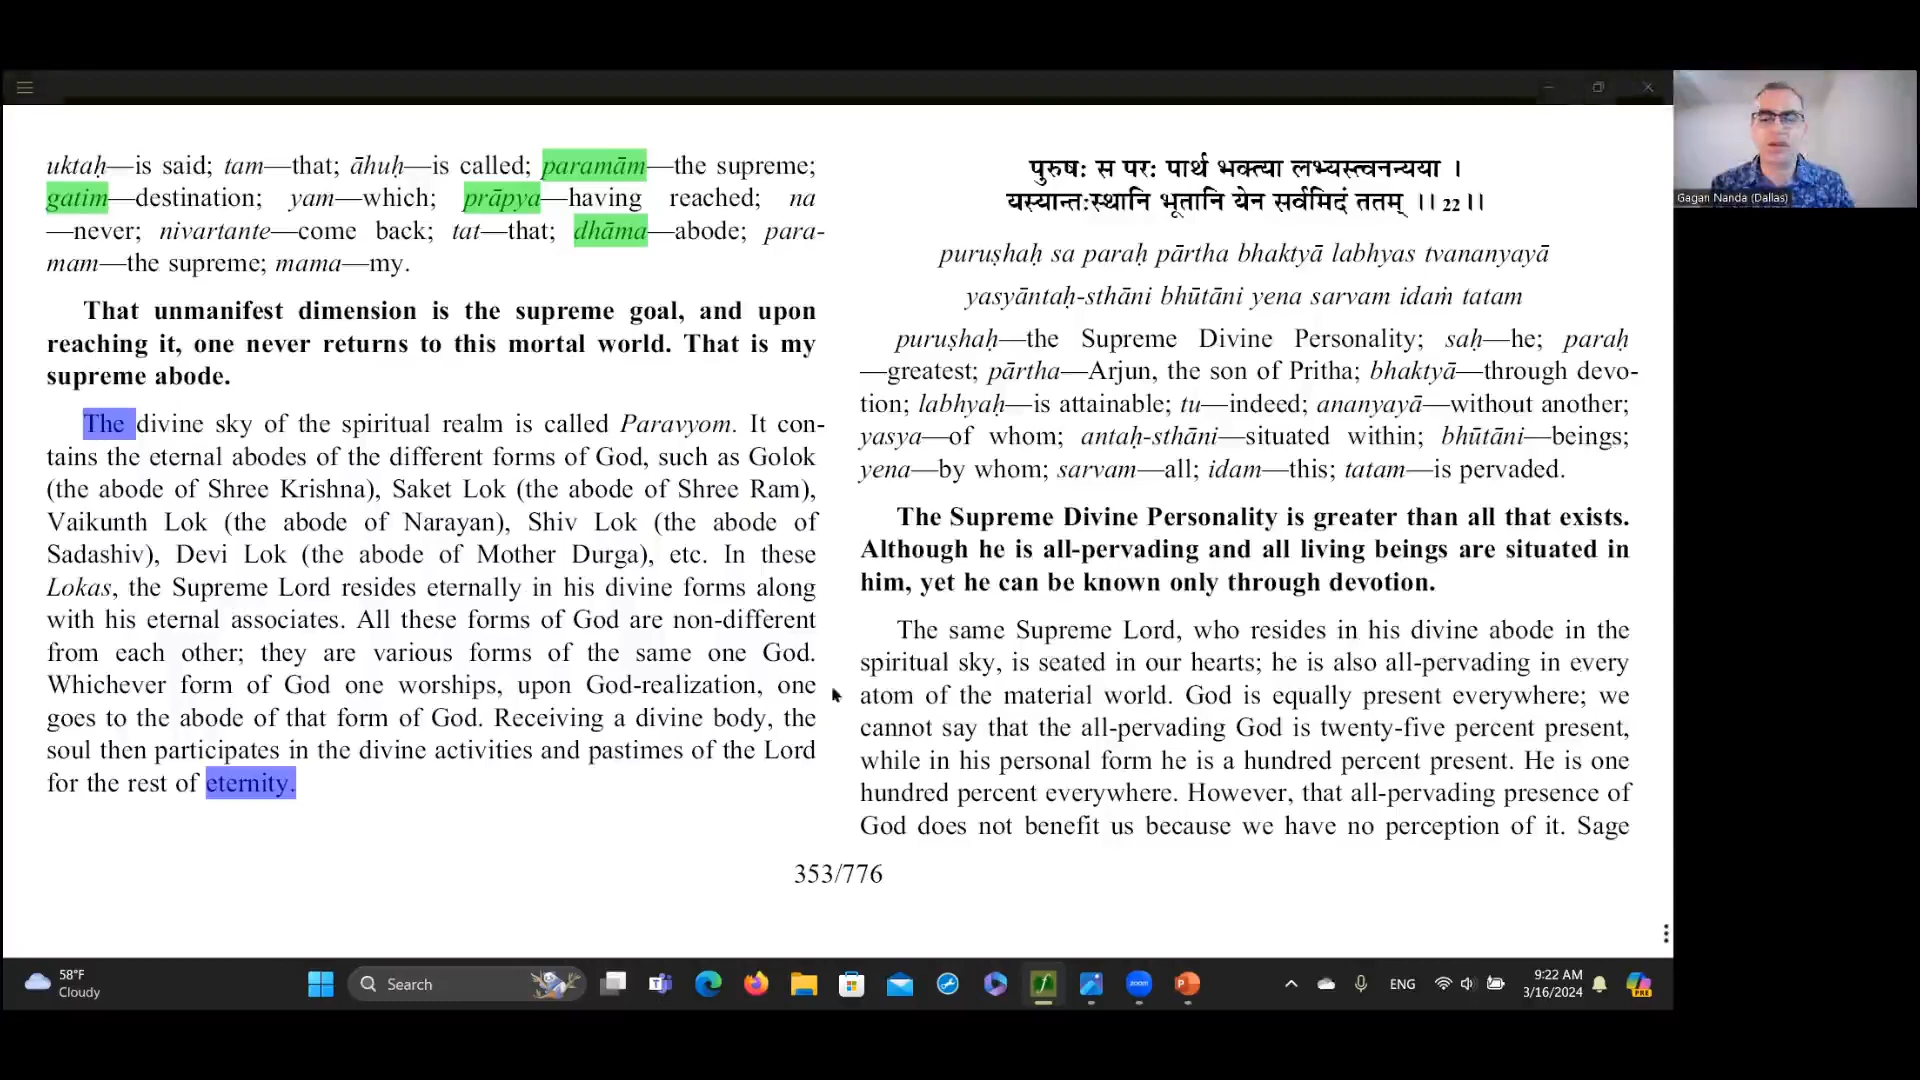 uktaḥ—is said; tam—that; āhuḥ—is called; paramām—the supreme;
gatim—destination; yam—which; prāpya—having reached; na
—never; nivartante—come back; tat—that; dhāma—abode; para-
mam—the supreme; mama—my.
That unmanifest dimension is the supreme goal, and upon
reaching it, one never returns to this mortal world. That is my
supreme abode.
The divine sky of the spiritual realm is called Paravyom. It con-
tains the eternal abodes of the different forms of God, such as Golok
(the abode of Shree Krishna), Saket Lok (the abode of Shree Ram),
Vaikunth Lok (the abode of Narayan), Shiv Lok (the abode of
Sadashiv), Devi Lok (the abode of Mother Durga), etc. In these
Lokas, the Supreme Lord resides eternally in his divine forms along
with his eternal associates. All these forms of God are non-different
from each other; they are various forms of the same one God.
Whichever form of God one worships, upon God-realization, one
goes to the abode of that form of God. Receiving a divine body, the
soul then participates in the divine activities and pastimes of the Lord
for the rest of eternity.
पुरुषः स परः पार्थ भक्त्या लभ्यस्त्वनन्यया ।
यस्यान्तःस्थानि भूतानि येन सर्वमिदं ततम् ।। 22 ।।
puruṣhaḥ sa paraḥ pārtha bhaktyā labhyas tvananyayā
yasyāntaḥ-sthāni bhūtāni yena sarvam idaṁ tatam
puruṣhaḥ—the Supreme Divine Personality; saḥ—he; paraḥ
—greatest; pārtha—Arjun, the son of Pritha; bhaktyā—through devo-
tion; labhyaḥ—is attainable; tu—indeed; ananyayā—without another;
yasya—of whom; antaḥ-sthāni—situated within; bhūtāni—beings;
yena—by whom; sarvam—all; idam—this; tatam—is pervaded.
The Supreme Divine Personality is greater than all that exists.
Although he is all-pervading and all living beings are situated in
him, yet he can be known only through devotion.
The same Supreme Lord, who resides in his divine abode in the
spiritual sky, is seated in our hearts; he is also all-pervading in every
atom of the material world. God is equally present everywhere; we
cannot say that the all-pervading God is twenty-five percent present,
while in his personal form he is a hundred percent present. He is one
hundred percent everywhere. However, that all-pervading presence of
God does not benefit us because we have no perception of it. Sage
353/776
Gagan Nanda (Dallas)
58°F
Cloudy
Search
zoom
ENG
9:22 AM
3/16/2024
PRE